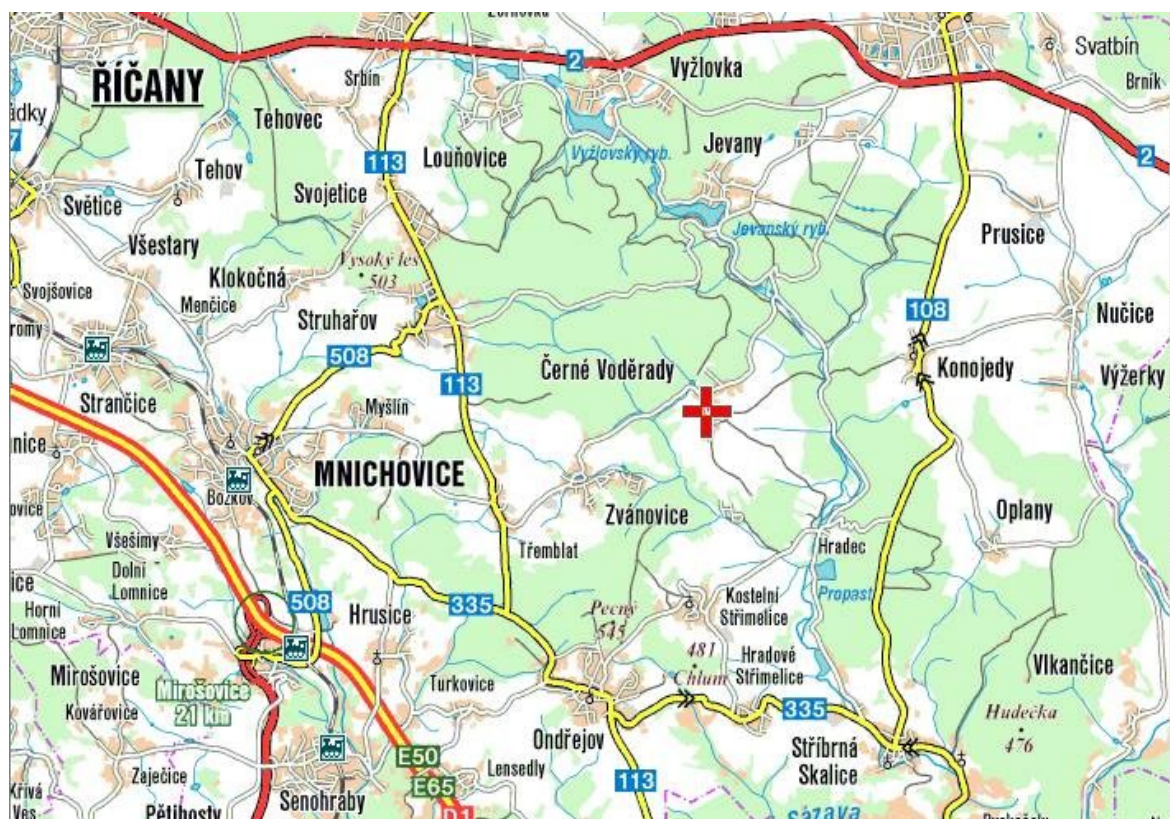 Svatbín
2
Vyžlovka
Srbín
Brník
ŘÍČANY
Tehovec
Louňovice
Vyžlovský ryb.
Jevany
113
2
Tehov
Svojetice
Světice
Jevanský ryb.
Prusice
Všestary
Vysoký les
503
Klokočná
Svojšovice
Menčice
Struhařov
108
Nučice
508
Černé Voděrady
Konojedy
113
Výžerky
Strančice
Myšlín
MNICHOVICE
Božkov
Zvánovice
Oplany
Všešimy
Třemblat
Hradec
Dolní
Lomnice
Horní
Lomnice
508
Hrusice
335
Pecný
545
Kostelní
Střimelice
Propast
481
Chlum
Hradové
Střimelice
Vlkančice
Mirošovice
Mirošovice
21 km
Turkovice
Kovářovice
335
Hudečka
476
Ondřejov
Stříbrná
Skalice
E50
Zaječice
Lensedly
113
E65
Křivá
Ves
Senohraby
D1
Pětihosty
Sázava